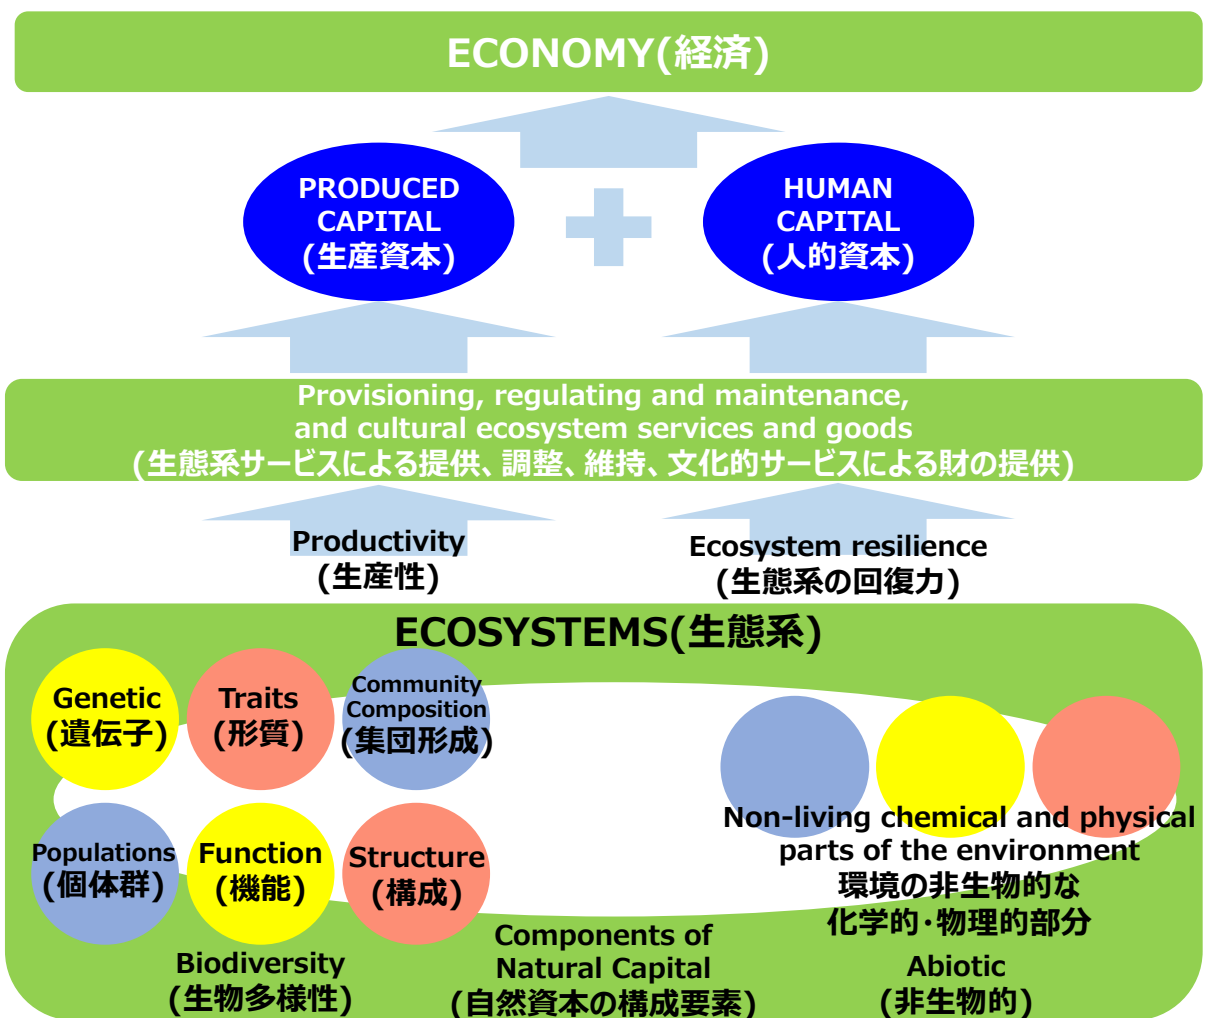 ECONOMY(経済)
PRODUCED
CAPITAL
(生産資本)
HUMAN
CAPITAL
(人的資本)
Provisioning, regulating and maintenance,
and cultural ecosystem services and goods
(生態系サービスによる提供、調整、維持、文化的サービスによる財の提供)
Productivity
(生産性)
Ecosystem resilience
(生態系の回復力)
ECOSYSTEMS(生態系)
Genetic
(遺伝子)
Traits
(形質)
Community
Composition
(集団形成)
Populations
(個体群)
Function
(機能)
Structure
(構成)
Non-living chemical and physical
parts of the environment
環境の非生物的な
化学的・物理的部分
Biodiversity
(生物多様性)
Components of
Natural Capital
(自然資本の構成要素)
Abiotic
(非生物的)